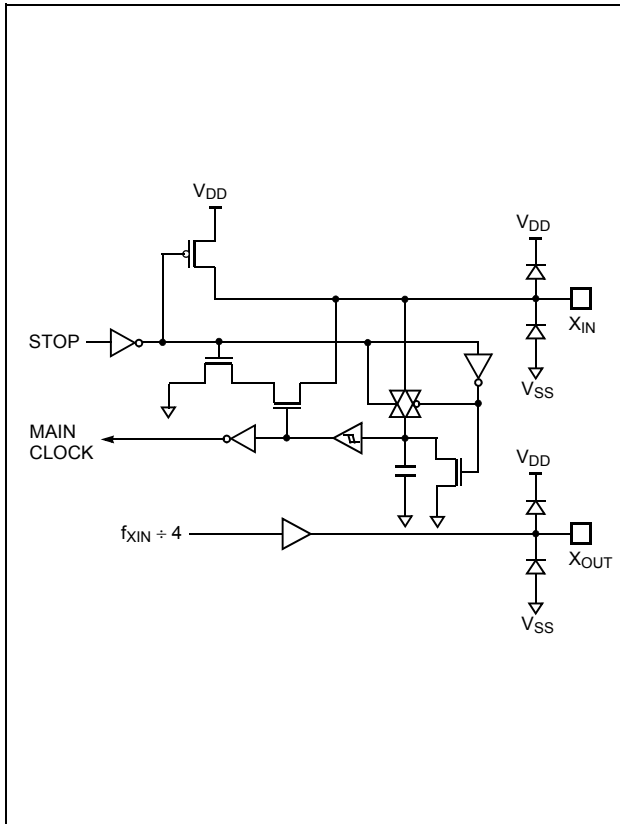 VDD
VDD
XIN
STOP
VSS
MAIN
CLOCK
VDD
fXIN ÷ 4
XOUT
VSS